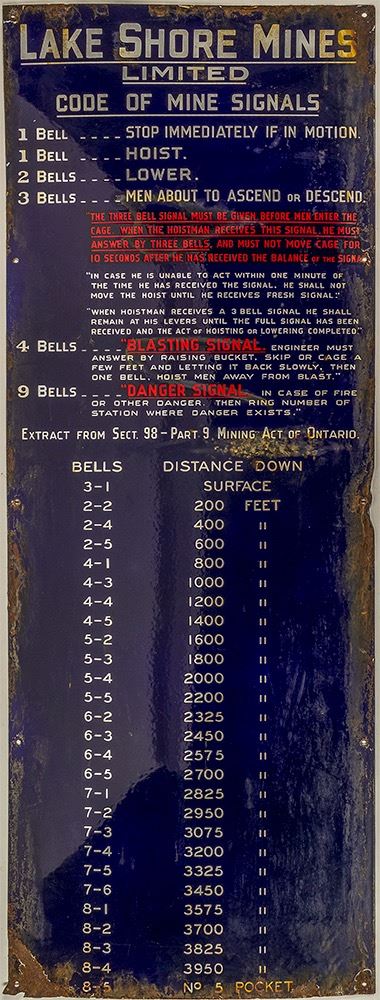 LAKE SHORE MINES
LIMITED
CODE OF MINE SIGNALS
1 BELL .... STOP IMMEDIATELY IF IN MOTION.
1 BELL .... HOIST.
2 BELLS .... LOWER.
3 BELLS .... MEN ABOUT TO ASCEND OR DESCEND.
"THE THREE BELL SIGNAL MUST BE GIVEN BEFORE MEN ENTER THE
CAGE. WHEN THE HOISTMAN RECEIVES THIS SIGNAL, HE MUST
ANSWER BY THREE BELLS, AND MUST NOT MOVE CAGE FOR
10 SECONDS AFTER HE HAS RECEIVED THE BALANCE OF THE SIGNA
"IN CASE HE IS UNABLE TO ACT WITHIN ONE MINUTE OF
THE TIME HE HAS RECEIVED THE SIGNAL. HE SHALL NOT
MOVE THE HOIST UNTIL HE RECEIVES FRESH SIGNAL."
"WHEN HOISTMAN RECEIVES A 3 BELL SIGNAL HE SHALL
REMAIN AT HIS LEVERS UNTIL THE FULL SIGNAL HAS BEEN
RECEIVED AND THE ACT OF HOISTING OR LOWERING COMPLETED."
4 BELLS .... "BLASTING SIGNAL. ENGINEER MUST
ANSWER BY RAISING BUCKET, SKIP OR CAGE A
FEW FEET AND LETTING IT BACK SLOWLY, THEN
ONE BELL, HOIST MEN AWAY FROM BLAST."
9 BELLS .... "DANGER SIGNAL. IN CASE OF FIRE
OR OTHER DANGER. THEN RING NUMBER OF
STATION WHERE DANGER EXISTS."
EXTRACT FROM SECT. 98 – PART 9, MINING ACT OF ONTARIO.
BELLS DISTANCE DOWN
3-1 SURFACE
2-2 200 FEET
2-4 400 "
2-5 600 "
4-1 800 "
4-3 1000 "
4-4 1200 "
4-5 1400 "
5-2 1600 "
5-3 1800 "
5-4 2000 "
5-5 2200 "
6-2 2325 "
6-3 2450 "
6-4 2575 "
6-5 2700 "
7-1 2825 "
7-2 2950 "
7-3 3075 "
7-4 3200 "
7-5 3325 "
7-6 3450 "
8-1 3575 "
8-2 3700 "
8-3 3825 "
8-4 3950 "
8-5 Nº 5 POCKET